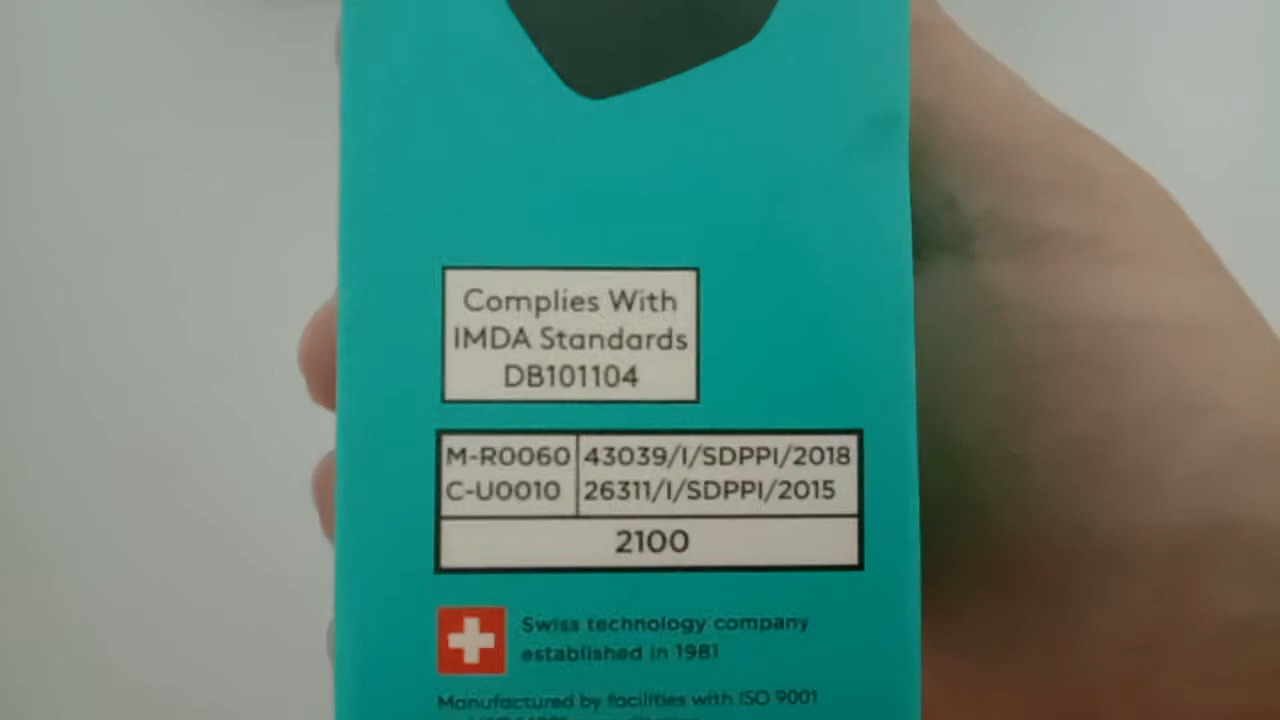 Complies With
IMDA Standards
DB101104
M-R0060 43039/I/SDPPI/2018
C-U0010 26311/I/SDPPI/2015
2100
Swiss technology company
established in 1981
Manufactured by facilities with ISO 9001